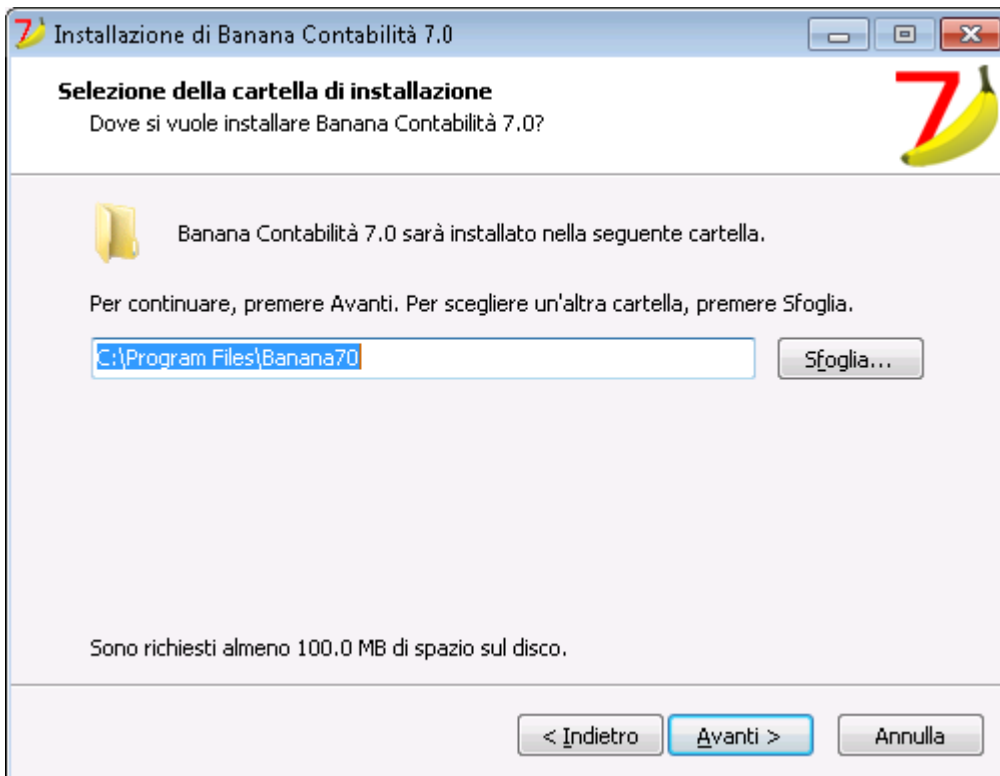 7 Installazione di Banana Contabilità 7.0
Selezione della cartella di installazione
Dove si vuole installare Banana Contabilità 7.0?
7
Banana Contabilità 7.0 sarà installato nella seguente cartella.
Per continuare, premere Avanti. Per scegliere un'altra cartella, premere Sfoglia.
C:\Program Files\Banana70 Sfoglia...
Sono richiesti almeno 100.0 MB di spazio sul disco.
< Indietro Avanti > Annulla